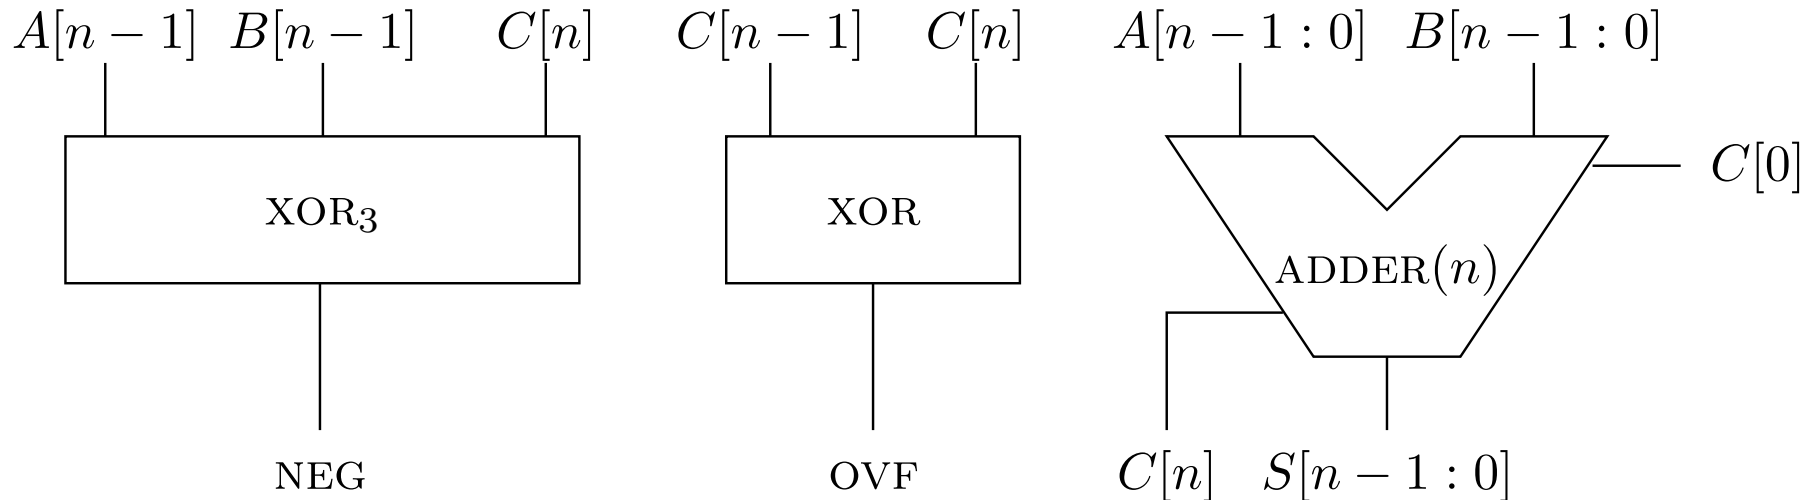 A[n − 1] B[n − 1] C[n] C[n − 1] C[n] A[n − 1 : 0] B[n − 1 : 0]
C[0]
XOR₃ XOR
ADDER(n)
NEG OVF C[n] S[n − 1 : 0]